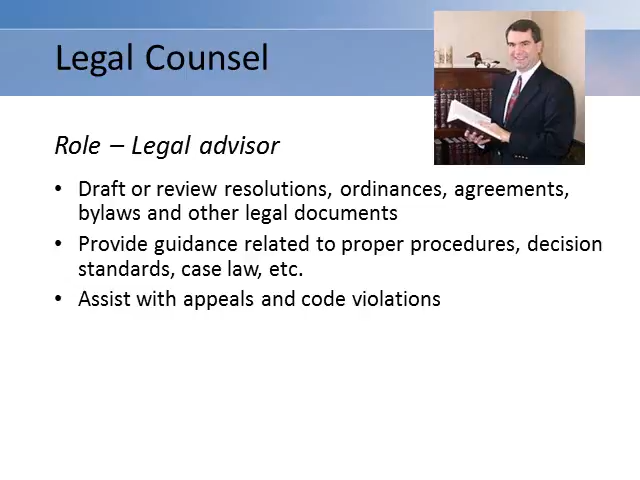 Legal Counsel
Role – Legal advisor
• Draft or review resolutions, ordinances, agreements,
bylaws and other legal documents
• Provide guidance related to proper procedures, decision
standards, case law, etc.
• Assist with appeals and code violations